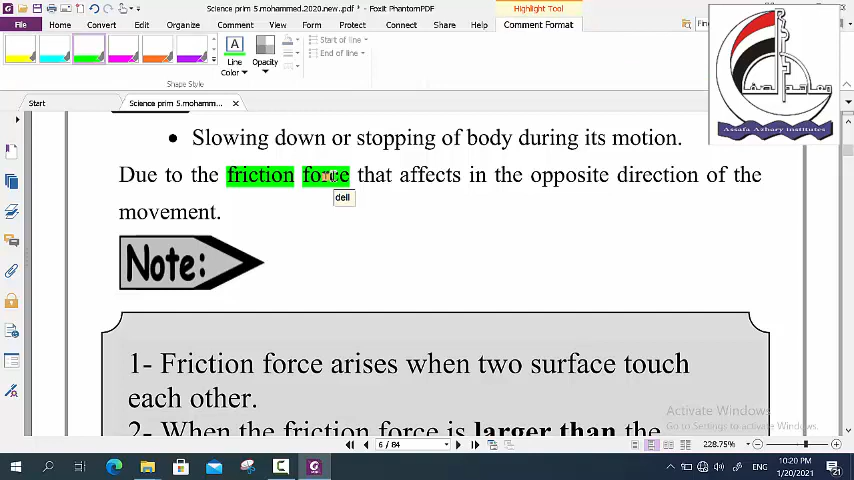 Science prim 5.mohammed.2020.new..pdf * - Foxit PhantomPDF
Highlight Tool
File
Home
Edit
Organize
Convert
Comment
View
Form
Protect
Connect
Share
Help
Comment Format
Line
Color
Opacity
Start of line
End of line
Shape Style
Assafa Azhary Institutes
Start
Science prim 5.mohamm...
• Slowing down or stopping of body during its motion.
Due to the friction force that affects in the opposite direction of the
dell
movement.
Note:
1- Friction force arises when two surface touch
each other.
2- When the friction force is larger than the
Activate Windows
Go to Settings to activate Windows.
6 / 84
228.75%
ENG
10:20 PM
1/20/2021
21